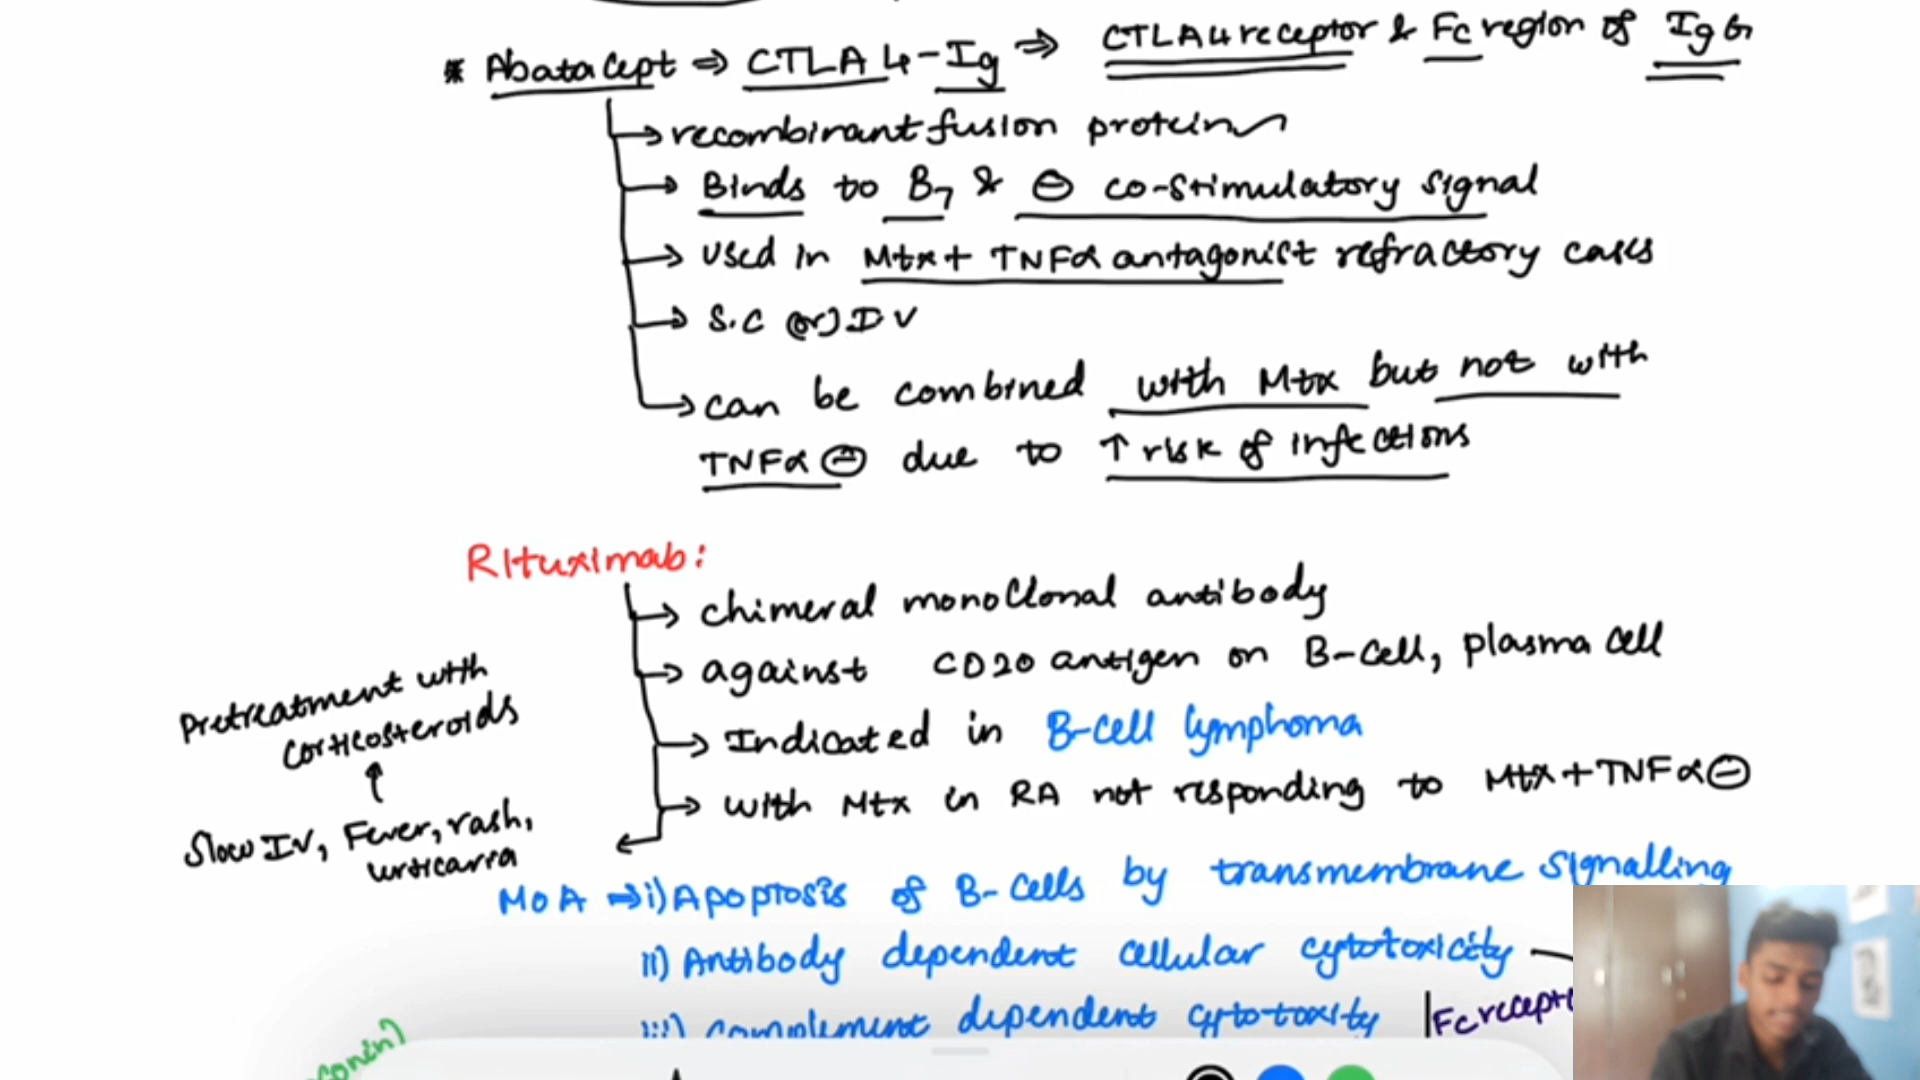 * Abatacept ⇒ CTLA4-Ig ⇒ CTLA4 receptor & Fc region of IgG
→ recombinant fusion protein
→ Binds to B7 & ⊖ co-stimulatory signal
→ used in Mtx + TNFα antagonist refractory cases
→ S.C (or) IV
→ can be combined with Mtx but not with
TNFα ⊖ due to ↑ risk of infections
Rituximab:
→ chimeral monoclonal antibody
→ against CD20 antigen on B-cell, plasma cell
→ Indicated in B-cell lymphoma
→ with Mtx in RA not responding to Mtx + TNFα ⊖
Pretreatment with
corticosteroids
↑
Slow IV, Fever, rash,
urticaria
MOA ⇒ i) Apoptosis of B-cells by transmembrane signalling
ii) Antibody dependent cellular cytotoxicity
iii) complement dependent cytotoxity